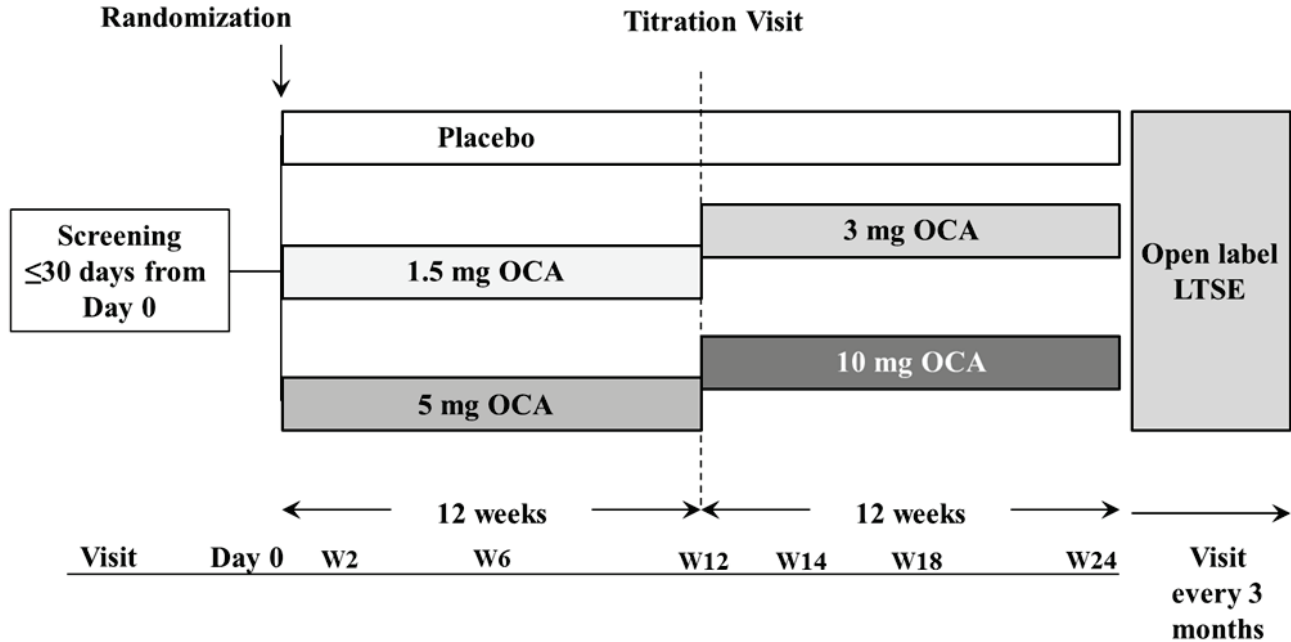 Randomization
Titration Visit
Placebo
Screening
≤30 days from
Day 0
1.5 mg OCA
3 mg OCA
5 mg OCA
10 mg OCA
Open label
LTSE
12 weeks
12 weeks
Visit Day 0 W2 W6 W12 W14 W18 W24
Visit
every 3
months